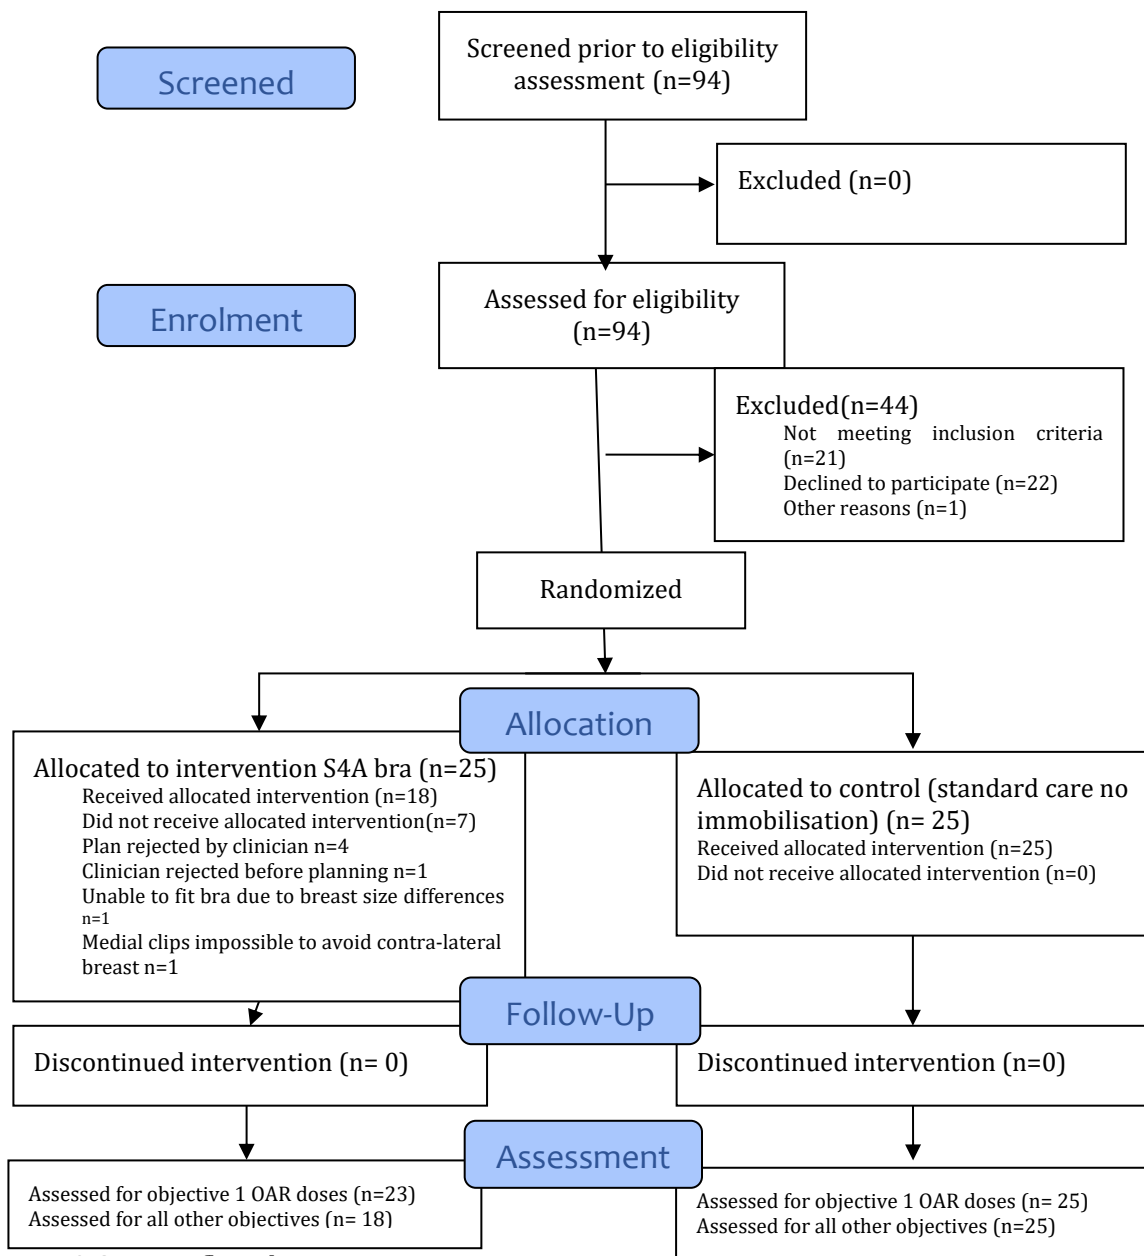 Screened
Screened prior to eligibility
assessment (n=94)
Excluded (n=0)
Enrolment
Assessed for eligibility
(n=94)
Excluded(n=44)
Not meeting inclusion criteria
(n=21)
Declined to participate (n=22)
Other reasons (n=1)
Randomized
Allocation
Allocated to intervention S4A bra (n=25)
Received allocated intervention (n=18)
Did not receive allocated intervention(n=7)
Plan rejected by clinician n=4
Clinician rejected before planning n=1
Unable to fit bra due to breast size differences
n=1
Medial clips impossible to avoid contra-lateral
breast n=1
Allocated to control (standard care no
immobilisation) (n= 25)
Received allocated intervention (n=25)
Did not receive allocated intervention (n=0)
Follow-Up
Discontinued intervention (n= 0)
Discontinued intervention (n=0)
Assessment
Assessed for objective 1 OAR doses (n=23)
Assessed for all other objectives (n= 18)
Assessed for objective 1 OAR doses (n= 25)
Assessed for all other objectives (n=25)